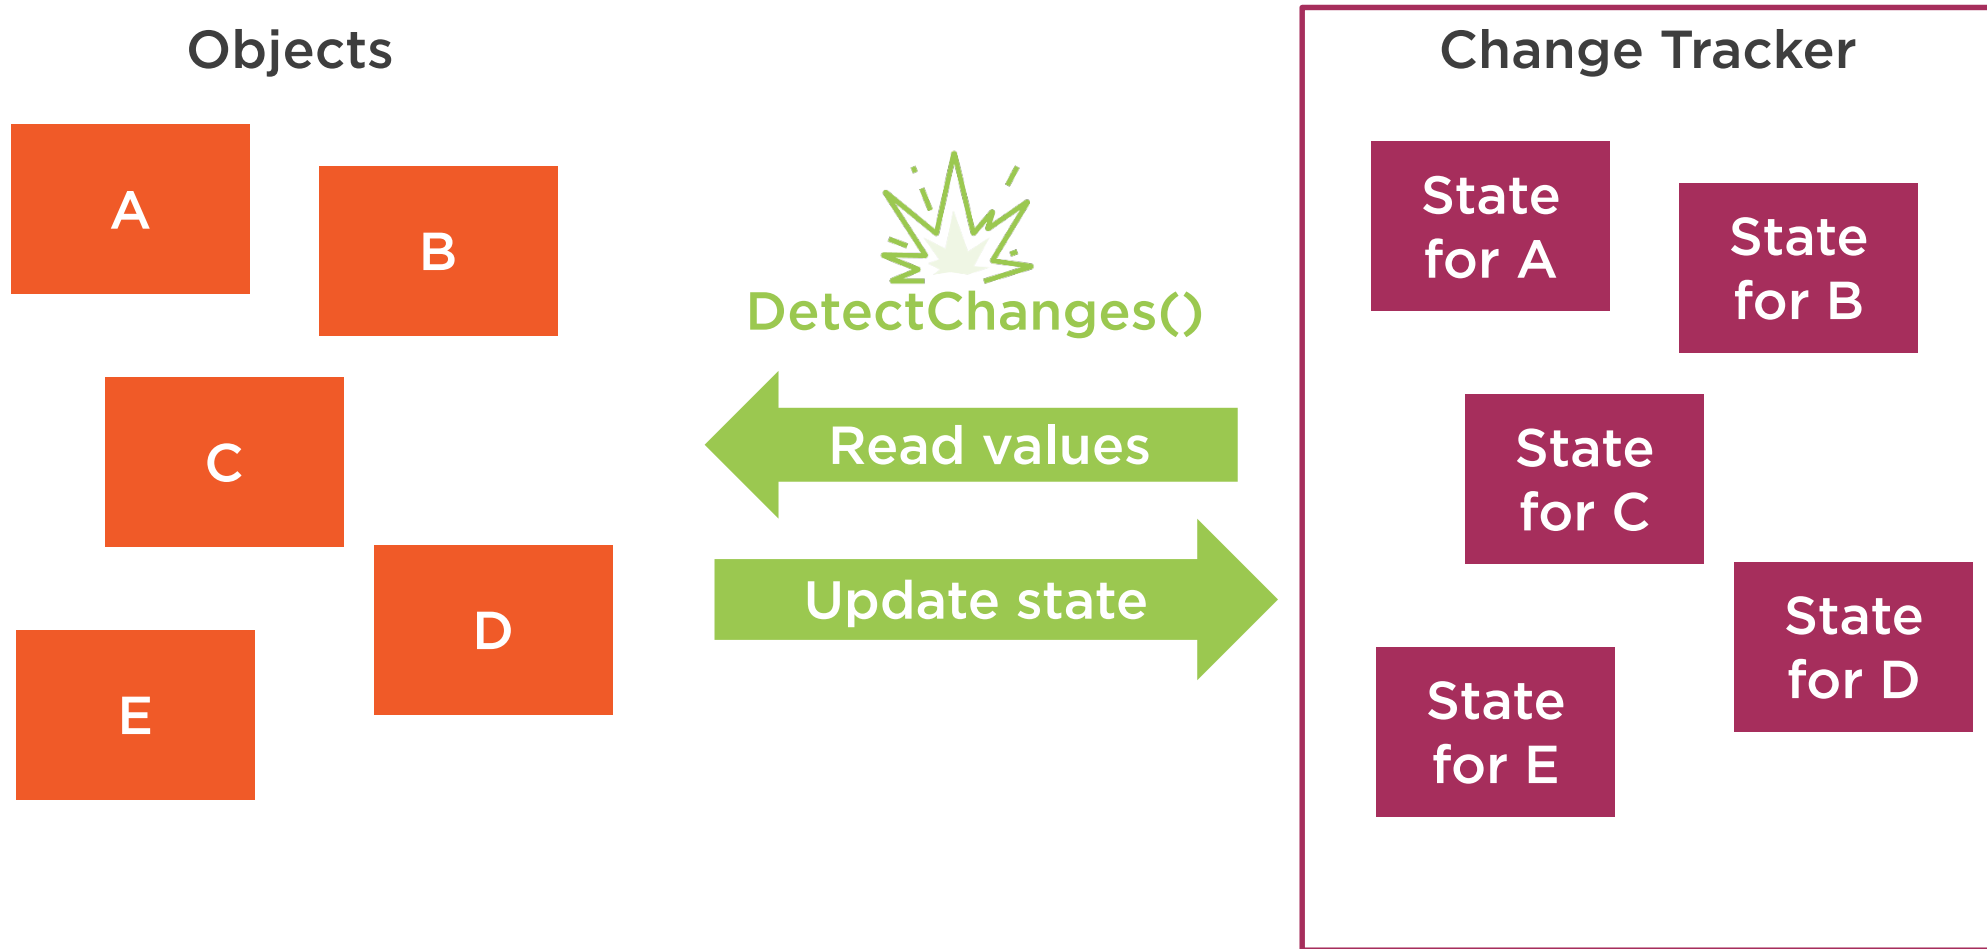 Objects
A
B
C
D
E
DetectChanges()
Read values
Update state
Change Tracker
State
for A
State
for B
State
for C
State
for D
State
for E